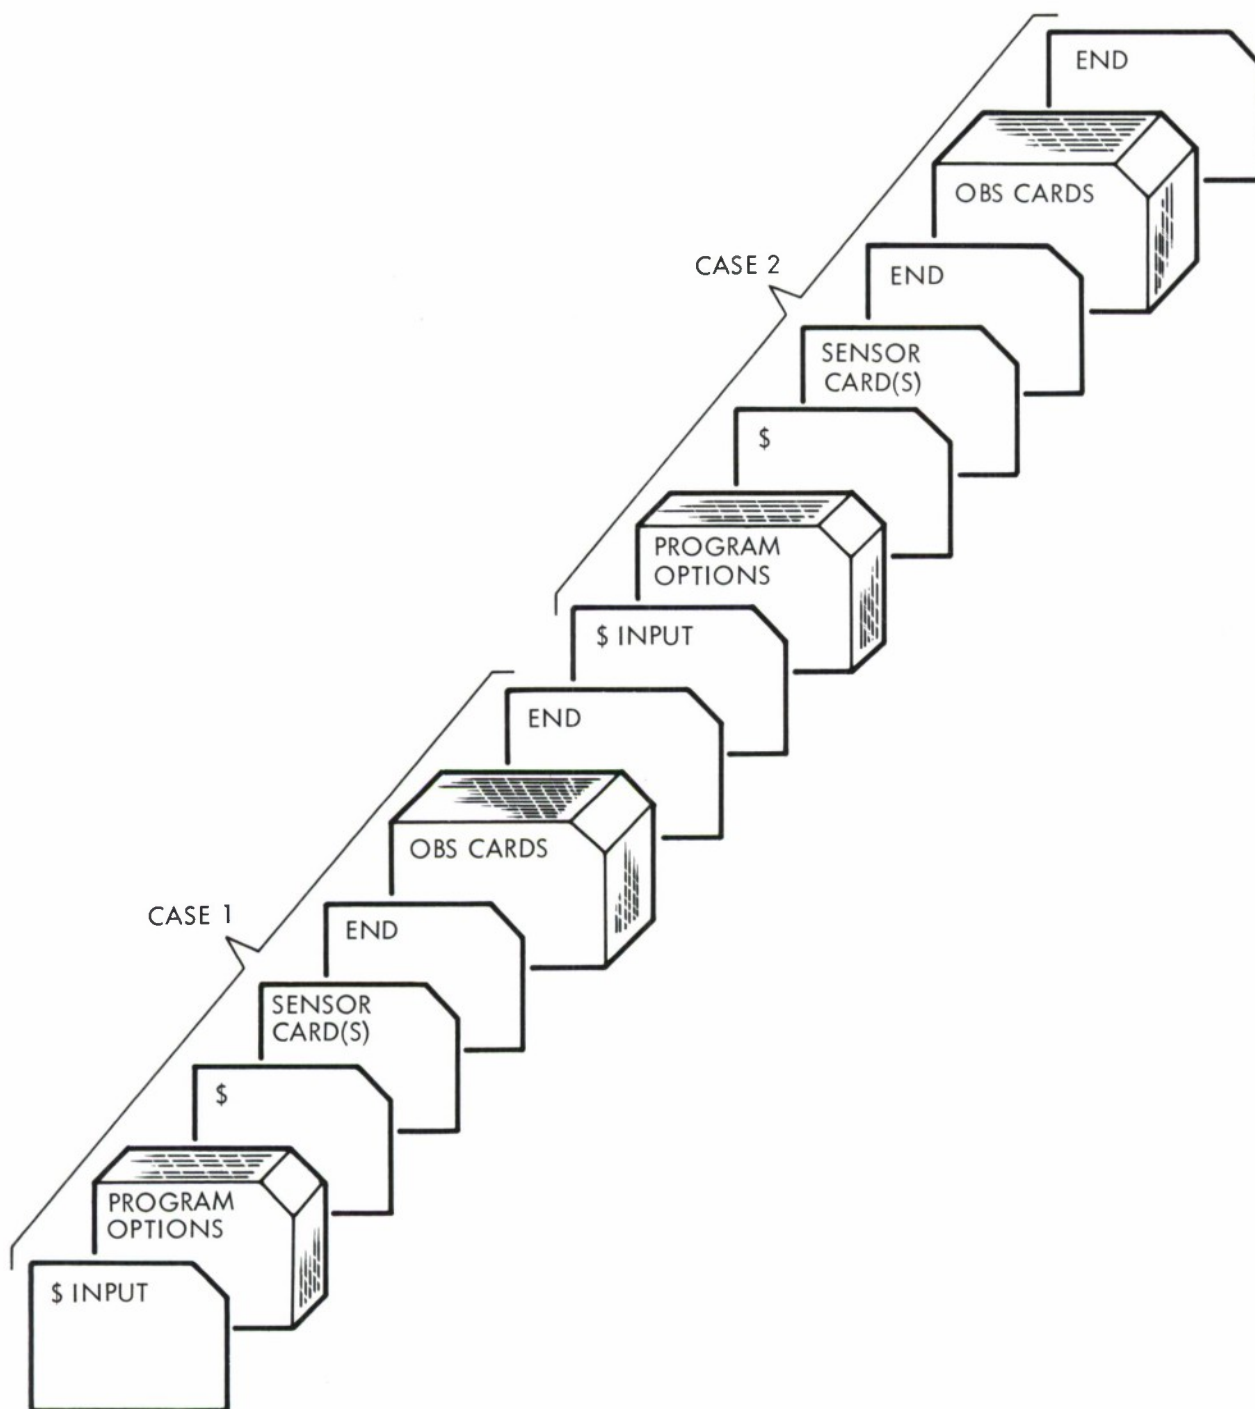 END
OBS CARDS
CASE 2
END
SENSOR
CARD(S)
$
PROGRAM
OPTIONS
$ INPUT
END
OBS CARDS
CASE 1
END
SENSOR
CARD(S)
$
PROGRAM
OPTIONS
$ INPUT